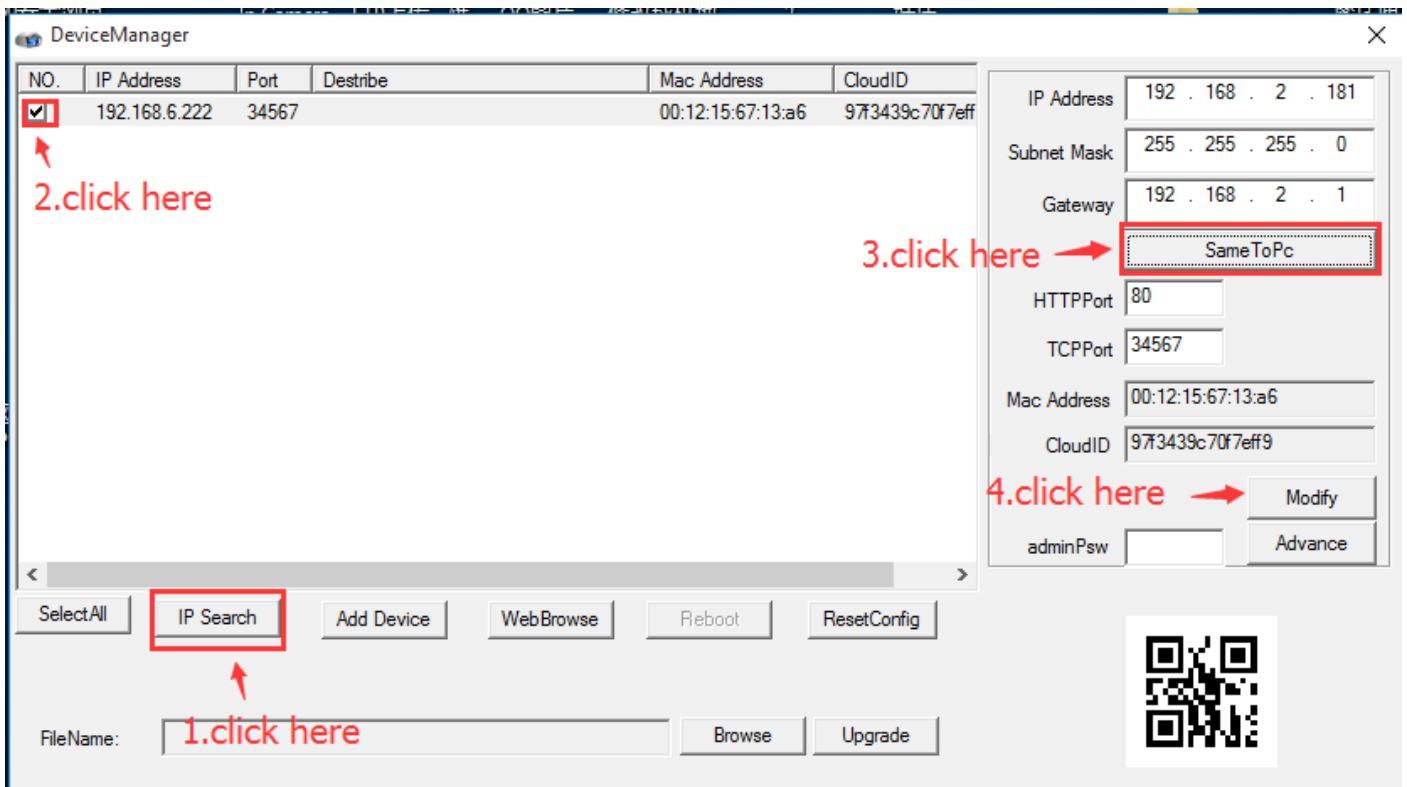 DeviceManager
NO. IP Address Port Destribe Mac Address CloudID
192.168.6.222 34567 00:12:15:67:13:a6 97f3439c70f7eff
2.click here
IP Address 192 . 168 . 2 . 181
Subnet Mask 255 . 255 . 255 . 0
Gateway 192 . 168 . 2 . 1
3.click here SameToPc
HTTPPort 80
TCPPort 34567
Mac Address 00:12:15:67:13:a6
CloudID 97f3439c70f7eff9
4.click here Modify
adminPsw Advance
SelectAll IP Search Add Device WebBrowse Reboot ResetConfig
1.click here
FileName: Browse Upgrade